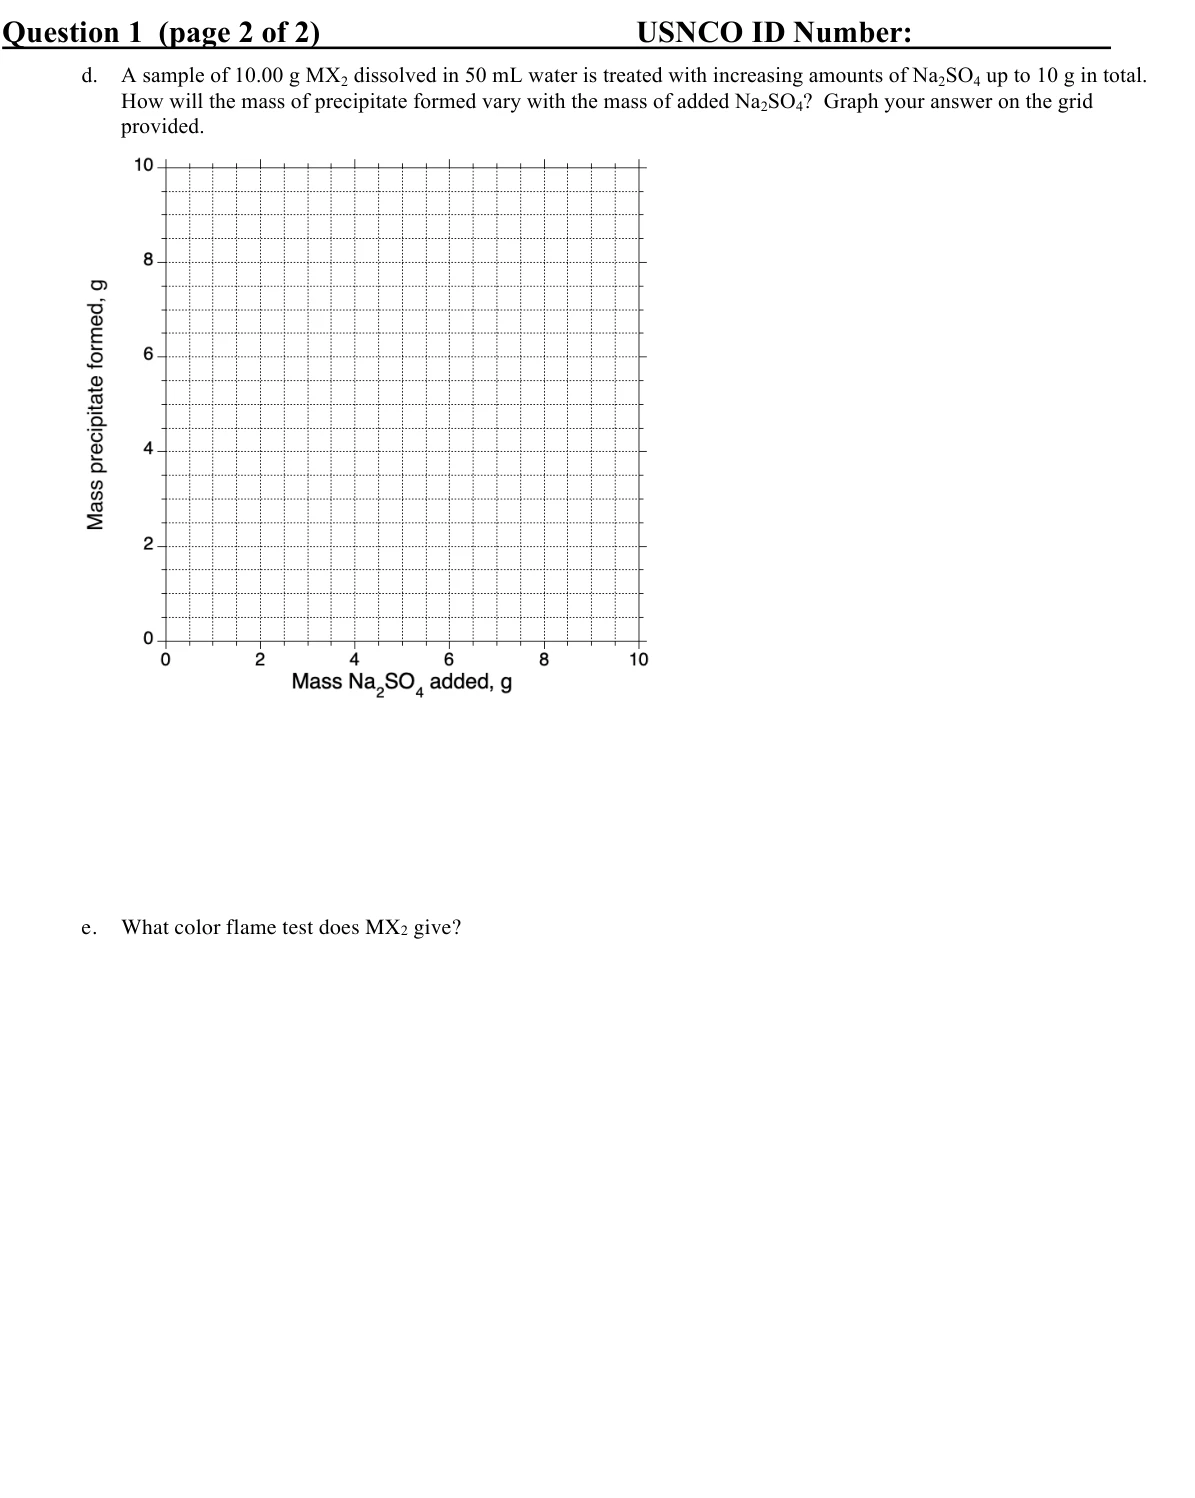 Question 1 (page 2 of 2) USNCO ID Number:
d. A sample of 10.00 g MX₂ dissolved in 50 mL water is treated with increasing amounts of Na₂SO₄ up to 10 g in total.
How will the mass of precipitate formed vary with the mass of added Na₂SO₄? Graph your answer on the grid
provided.
10
8
6
4
2
0
Mass precipitate formed, g
0 2 4 6 8 10
Mass Na₂SO₄ added, g
e. What color flame test does MX₂ give?